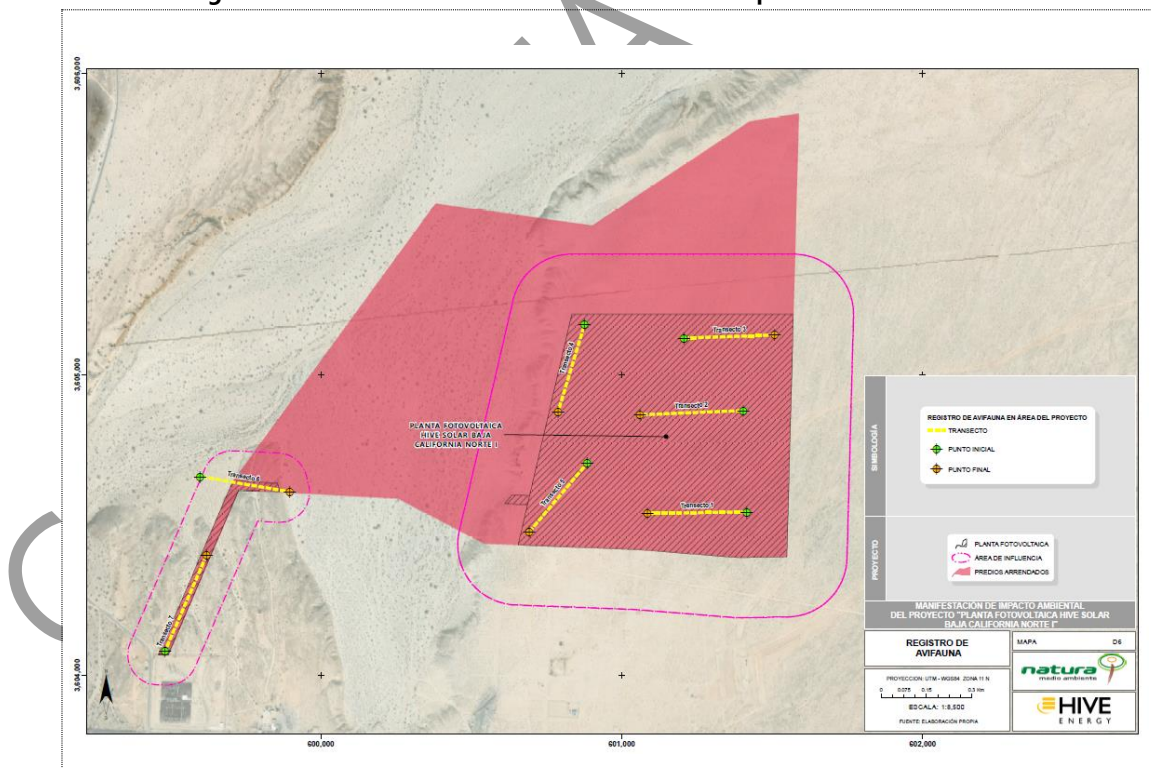 3,606,000
3,605,000
3,604,000
600,000
601,000
602,000
Transecto 3
Transecto 4
Transecto 2
PLANTA FOTOVOLTAICA
HIVE SOLAR BAJA
CALIFORNIA NORTE I
Transecto 1
Transecto 7
SIMBOLOGÍA
REGISTRO DE AVIFAUNA EN ÁREA DEL PROYECTO
TRANSECTO
PUNTO INICIAL
PUNTO FINAL
PROYECTO
PLANTA FOTOVOLTAICA
ÁREA DE INFLUENCIA
PREDIOS ARRENDADOS
MANIFESTACIÓN DE IMPACTO AMBIENTAL
DEL PROYECTO "PLANTA FOTOVOLTAICA HIVE SOLAR
BAJA CALIFORNIA NORTE I"
REGISTRO DE
AVIFAUNA
MAPA D6
PROYECCION: UTM - WGS84 ZONA 11 N
0 0.075 0.15 0.3 Km
ESCALA: 1:8,500
FUENTE: ELABORACIÓN PROPIA
natura
medio ambiente
HIVE
ENERGY